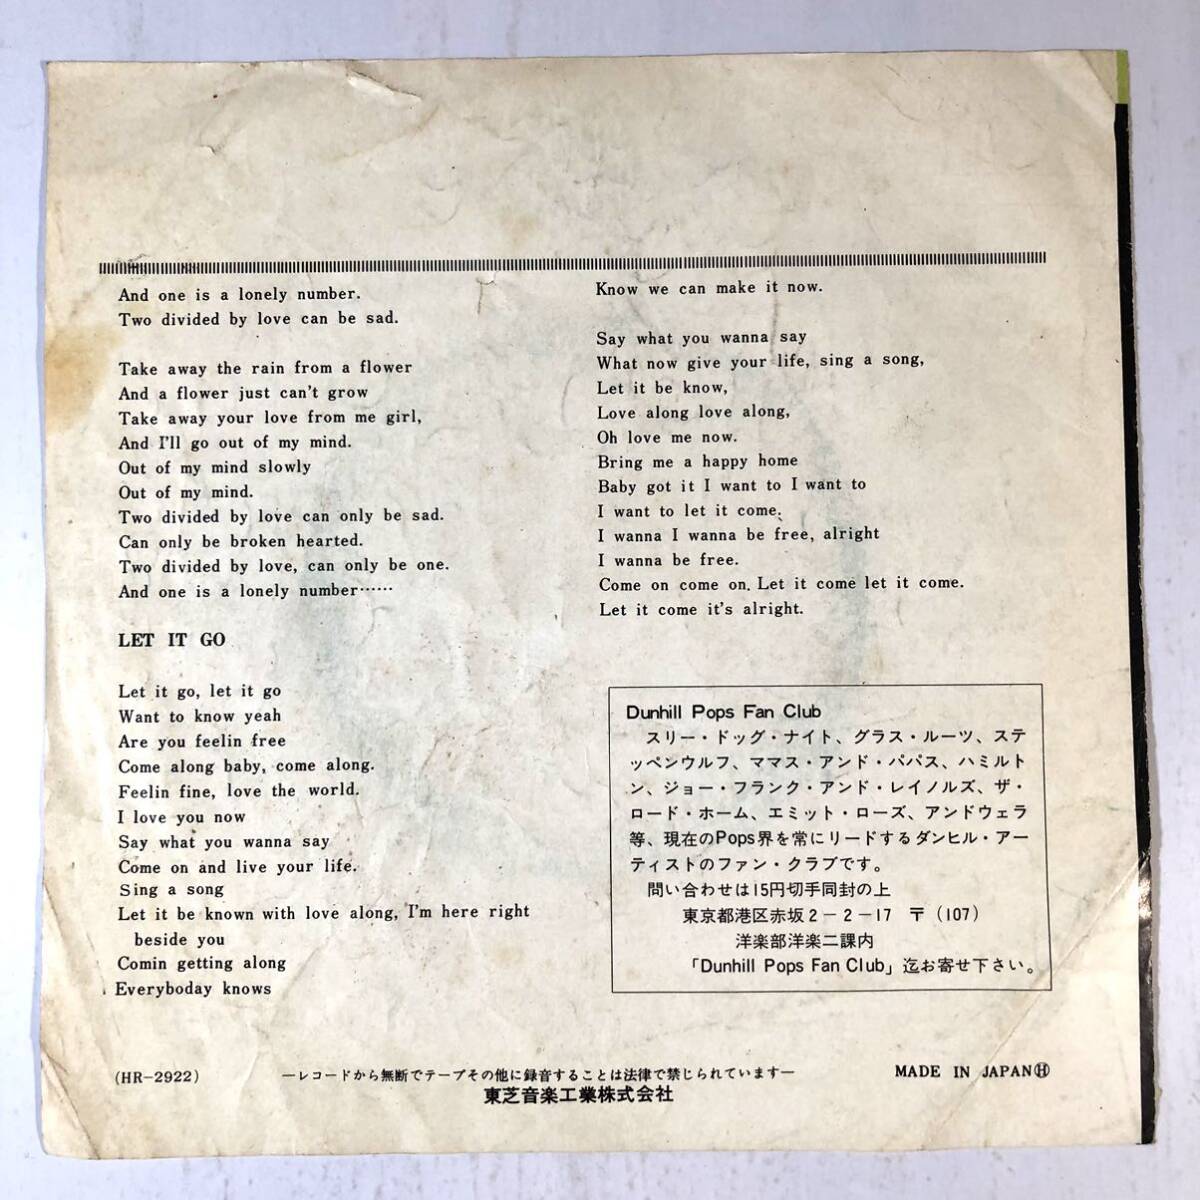 And one is a lonely number.
Two divided by love can be sad.
Take away the rain from a flower
And a flower just can't grow
Take away your love from me girl,
And I'll go out of my mind.
Out of my mind slowly
Out of my mind.
Two divided by love can only be sad.
Can only be broken hearted.
Two divided by love, can only be one.
And one is a lonely number……
LET IT GO
Let it go, let it go
Want to know yeah
Are you feelin free
Come along baby, come along.
Feelin fine, love the world.
I love you now
Say what you wanna say
Come on and live your life.
Sing a song
Let it be known with love along, I'm here right
beside you
Comin getting along
Everyboday knows
Know we can make it now.
Say what you wanna say
What now give your life, sing a song,
Let it be know,
Love along love along,
Oh love me now.
Bring me a happy home
Baby got it I want to I want to
I want to let it come.
I wanna I wanna be free, alright
I wanna be free.
Come on come on. Let it come let it come.
Let it come it's alright.
Dunhill Pops Fan Club
スリー・ドッグ・ナイト、グラス・ルーツ、ステ
ッペンウルフ、ママス・アンド・パパス、ハミルト
ン、ジョー・フランク・アンド・レイノルズ、ザ・
ロード・ホーム、エミット・ローズ、アンドウェラ
等、現在のPops界を常にリードするダンヒル・アー
ティストのファン・クラブです。
問い合わせは15円切手同封の上
東京都港区赤坂2－2－17 〒(107)
洋楽部洋楽二課内
「Dunhill Pops Fan Club」迄お寄せ下さい。
(HR-2922)
―レコードから無断でテープその他に録音することは法律で禁じられています―
MADE IN JAPANⒽ
東芝音楽工業株式会社